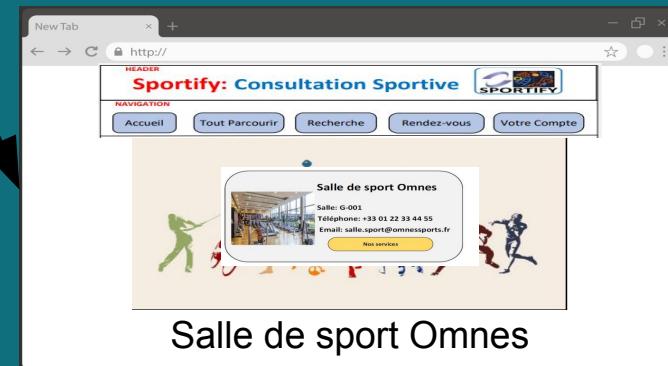 New Tab
http://
HEADER
Sportify: Consultation Sportive
SPORTIFY
NAVIGATION
Accueil
Tout Parcourir
Recherche
Rendez-vous
Votre Compte
Salle de sport Omnes
Salle: G-001
Téléphone: +33 01 22 33 44 55
Email: salle.sport@omnessports.fr
Nos services
Salle de sport Omnes